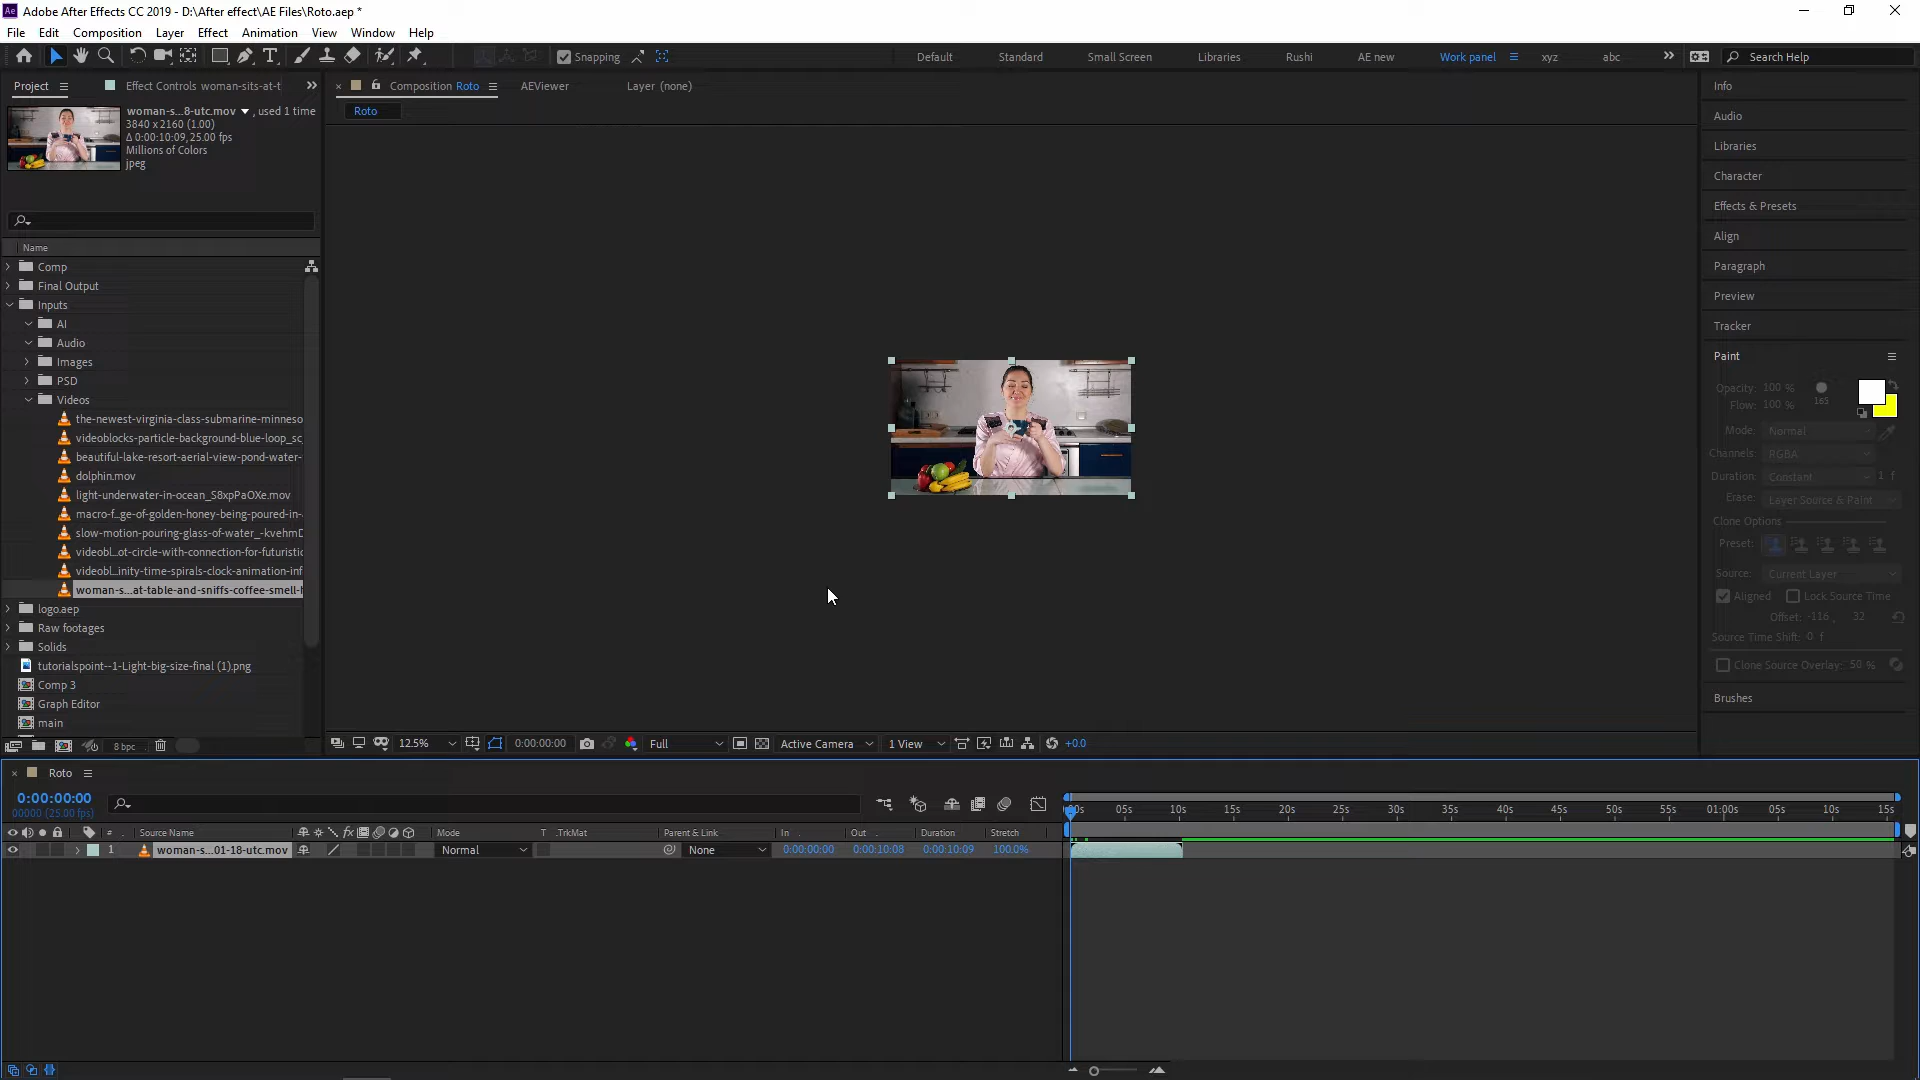 Adobe After Effects CC 2019 - D:\After effect\AE Files\Roto.aep *
File Edit Composition Layer Effect Animation View Window Help
Snapping Default Standard Small Screen Libraries Rushi AE new Work panel xyz abc Search Help
Project Effect Controls woman-sits-at-t
woman-s...8-utc.mov , used 1 time
3840 x 2160 (1.00)
Δ 0:00:10:09, 25.00 fps
Millions of Colors
jpeg
Name
Comp
Final Output
Inputs
AI
Audio
Images
PSD
Videos
the-newest-virginia-class-submarine-minneso
videoblocks-particle-background-blue-loop_sc
beautiful-lake-resort-aerial-view-pond-water-
dolphin.mov
light-underwater-in-ocean_S8xpPaOXe.mov
macro-f...ge-of-golden-honey-being-poured-in-
slow-motion-pouring-glass-of-water_-kvehmD
videobl...ot-circle-with-connection-for-futuristic
videobl...inity-time-spirals-clock-animation-inf
woman-s...at-table-and-sniffs-coffee-smell-h
logo.aep
Raw footages
Solids
tutorialspoint--1-Light-big-size-final (1).png
Comp 3
Graph Editor
main
8 bpc
Composition Roto AEViewer Layer (none)
Roto
12.5% 0:00:00:00 Full Active Camera 1 View +0.0
Info
Audio
Libraries
Character
Effects & Presets
Align
Paragraph
Preview
Tracker
Paint
Opacity: 100 %
Flow: 100 %
165
Mode: Normal
Channels: RGBA
Duration: Constant 1 f
Erase: Layer Source & Paint
Clone Options
Preset:
Source: Current Layer
Aligned Lock Source Time
Offset: -116 , 32
Source Time Shift: 0 f
Clone Source Overlay: 50 %
Brushes
Roto
0:00:00:00
00000 (25.00 fps)
# Source Name fx Mode T .TrkMat Parent & Link In Out Duration Stretch
1 woman-s...01-18-utc.mov Normal None 0:00:00:00 0:00:10:08 0:00:10:09 100.0%
:00s 05s 10s 15s 20s 25s 30s 35s 40s 45s 50s 55s 01:00s 05s 10s 15s